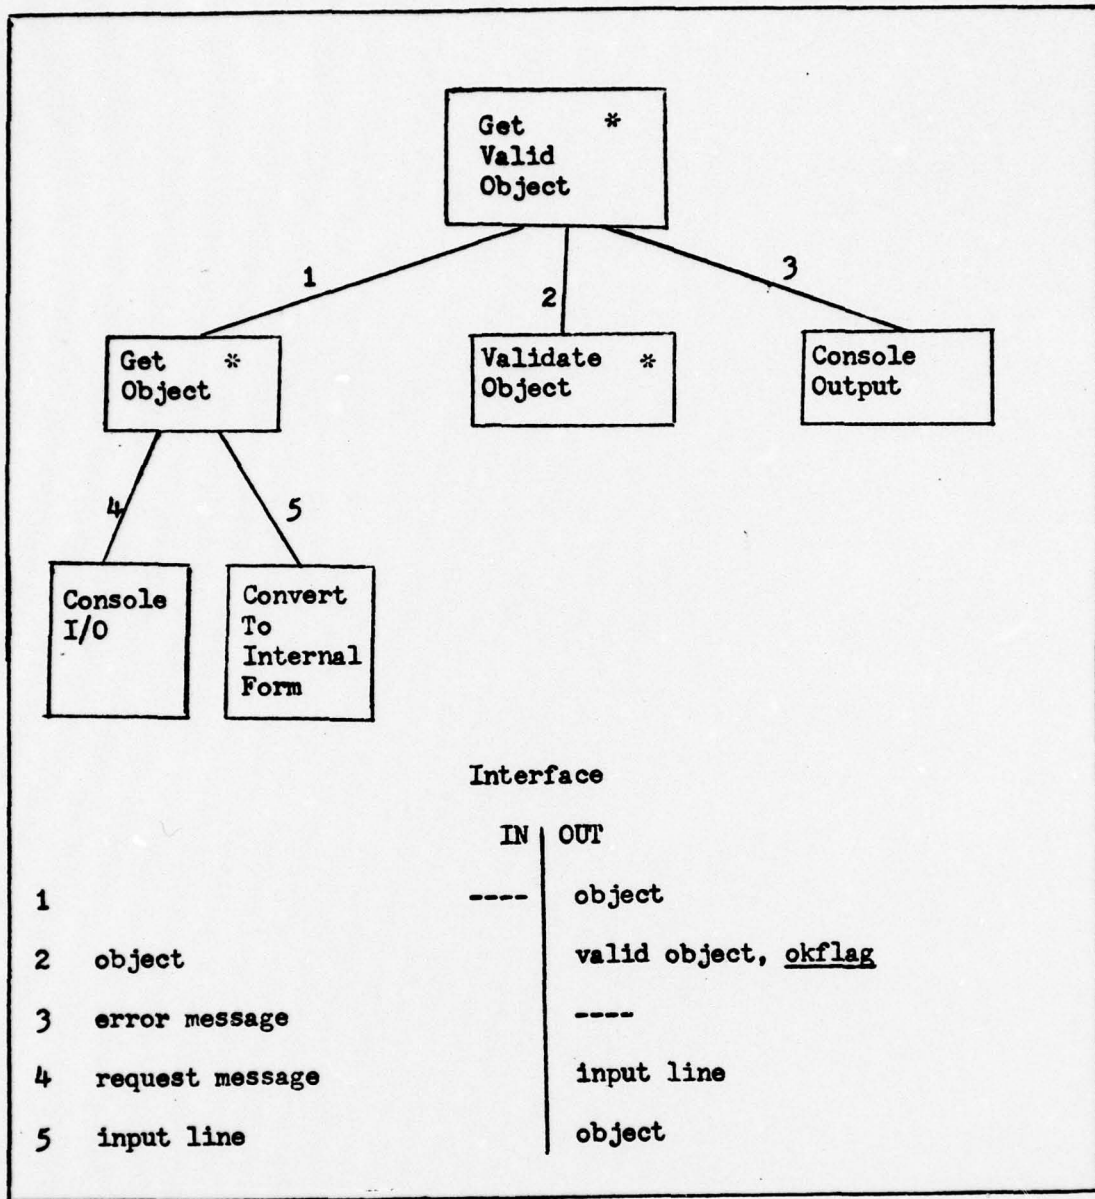 Get *
Valid
Object
1
2
3
Get *
Object
Validate *
Object
Console
Output
4
5
Console
I/O
Convert
To
Internal
Form
Interface
IN | OUT
1 ---- object
2 object valid object, okflag
3 error message ----
4 request message input line
5 input line object